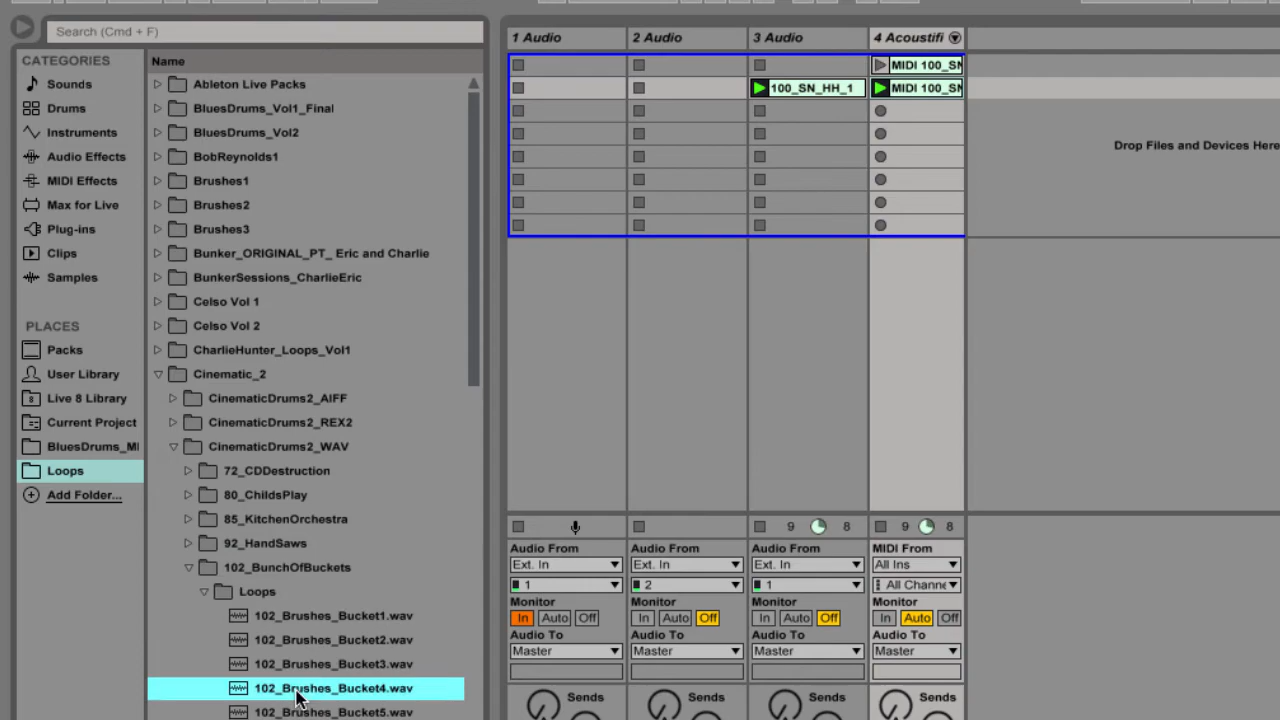 Search (Cmd + F)
CATEGORIES
Sounds
Drums
Instruments
Audio Effects
MIDI Effects
Max for Live
Plug-ins
Clips
Samples
PLACES
Packs
User Library
Live 8 Library
Current Project
BluesDrums_MI
Loops
Add Folder...
Name
Ableton Live Packs
BluesDrums_Vol1_Final
BluesDrums_Vol2
BobReynolds1
Brushes1
Brushes2
Brushes3
Bunker_ORIGINAL_PT_ Eric and Charlie
BunkerSessions_CharlieEric
Celso Vol 1
Celso Vol 2
CharlieHunter_Loops_Vol1
Cinematic_2
CinematicDrums2_AIFF
CinematicDrums2_REX2
CinematicDrums2_WAV
72_CDDestruction
80_ChildsPlay
85_KitchenOrchestra
92_HandSaws
102_BunchOfBuckets
Loops
102_Brushes_Bucket1.wav
102_Brushes_Bucket2.wav
102_Brushes_Bucket3.wav
102_Brushes_Bucket4.wav
102_Brushes_Bucket5.wav
1 Audio 2 Audio 3 Audio 4 Acoustifi
MIDI 100_SN
100_SN_HH_1 MIDI 100_SN
Drop Files and Devices Here
9 8 9 8
Audio From Audio From Audio From MIDI From
Ext. In Ext. In Ext. In All Ins
1 2 1 All Channe
Monitor Monitor Monitor Monitor
In Auto Off In Auto Off In Auto Off In Auto Off
Audio To Audio To Audio To Audio To
Master Master Master Master
Sends Sends Sends Sends